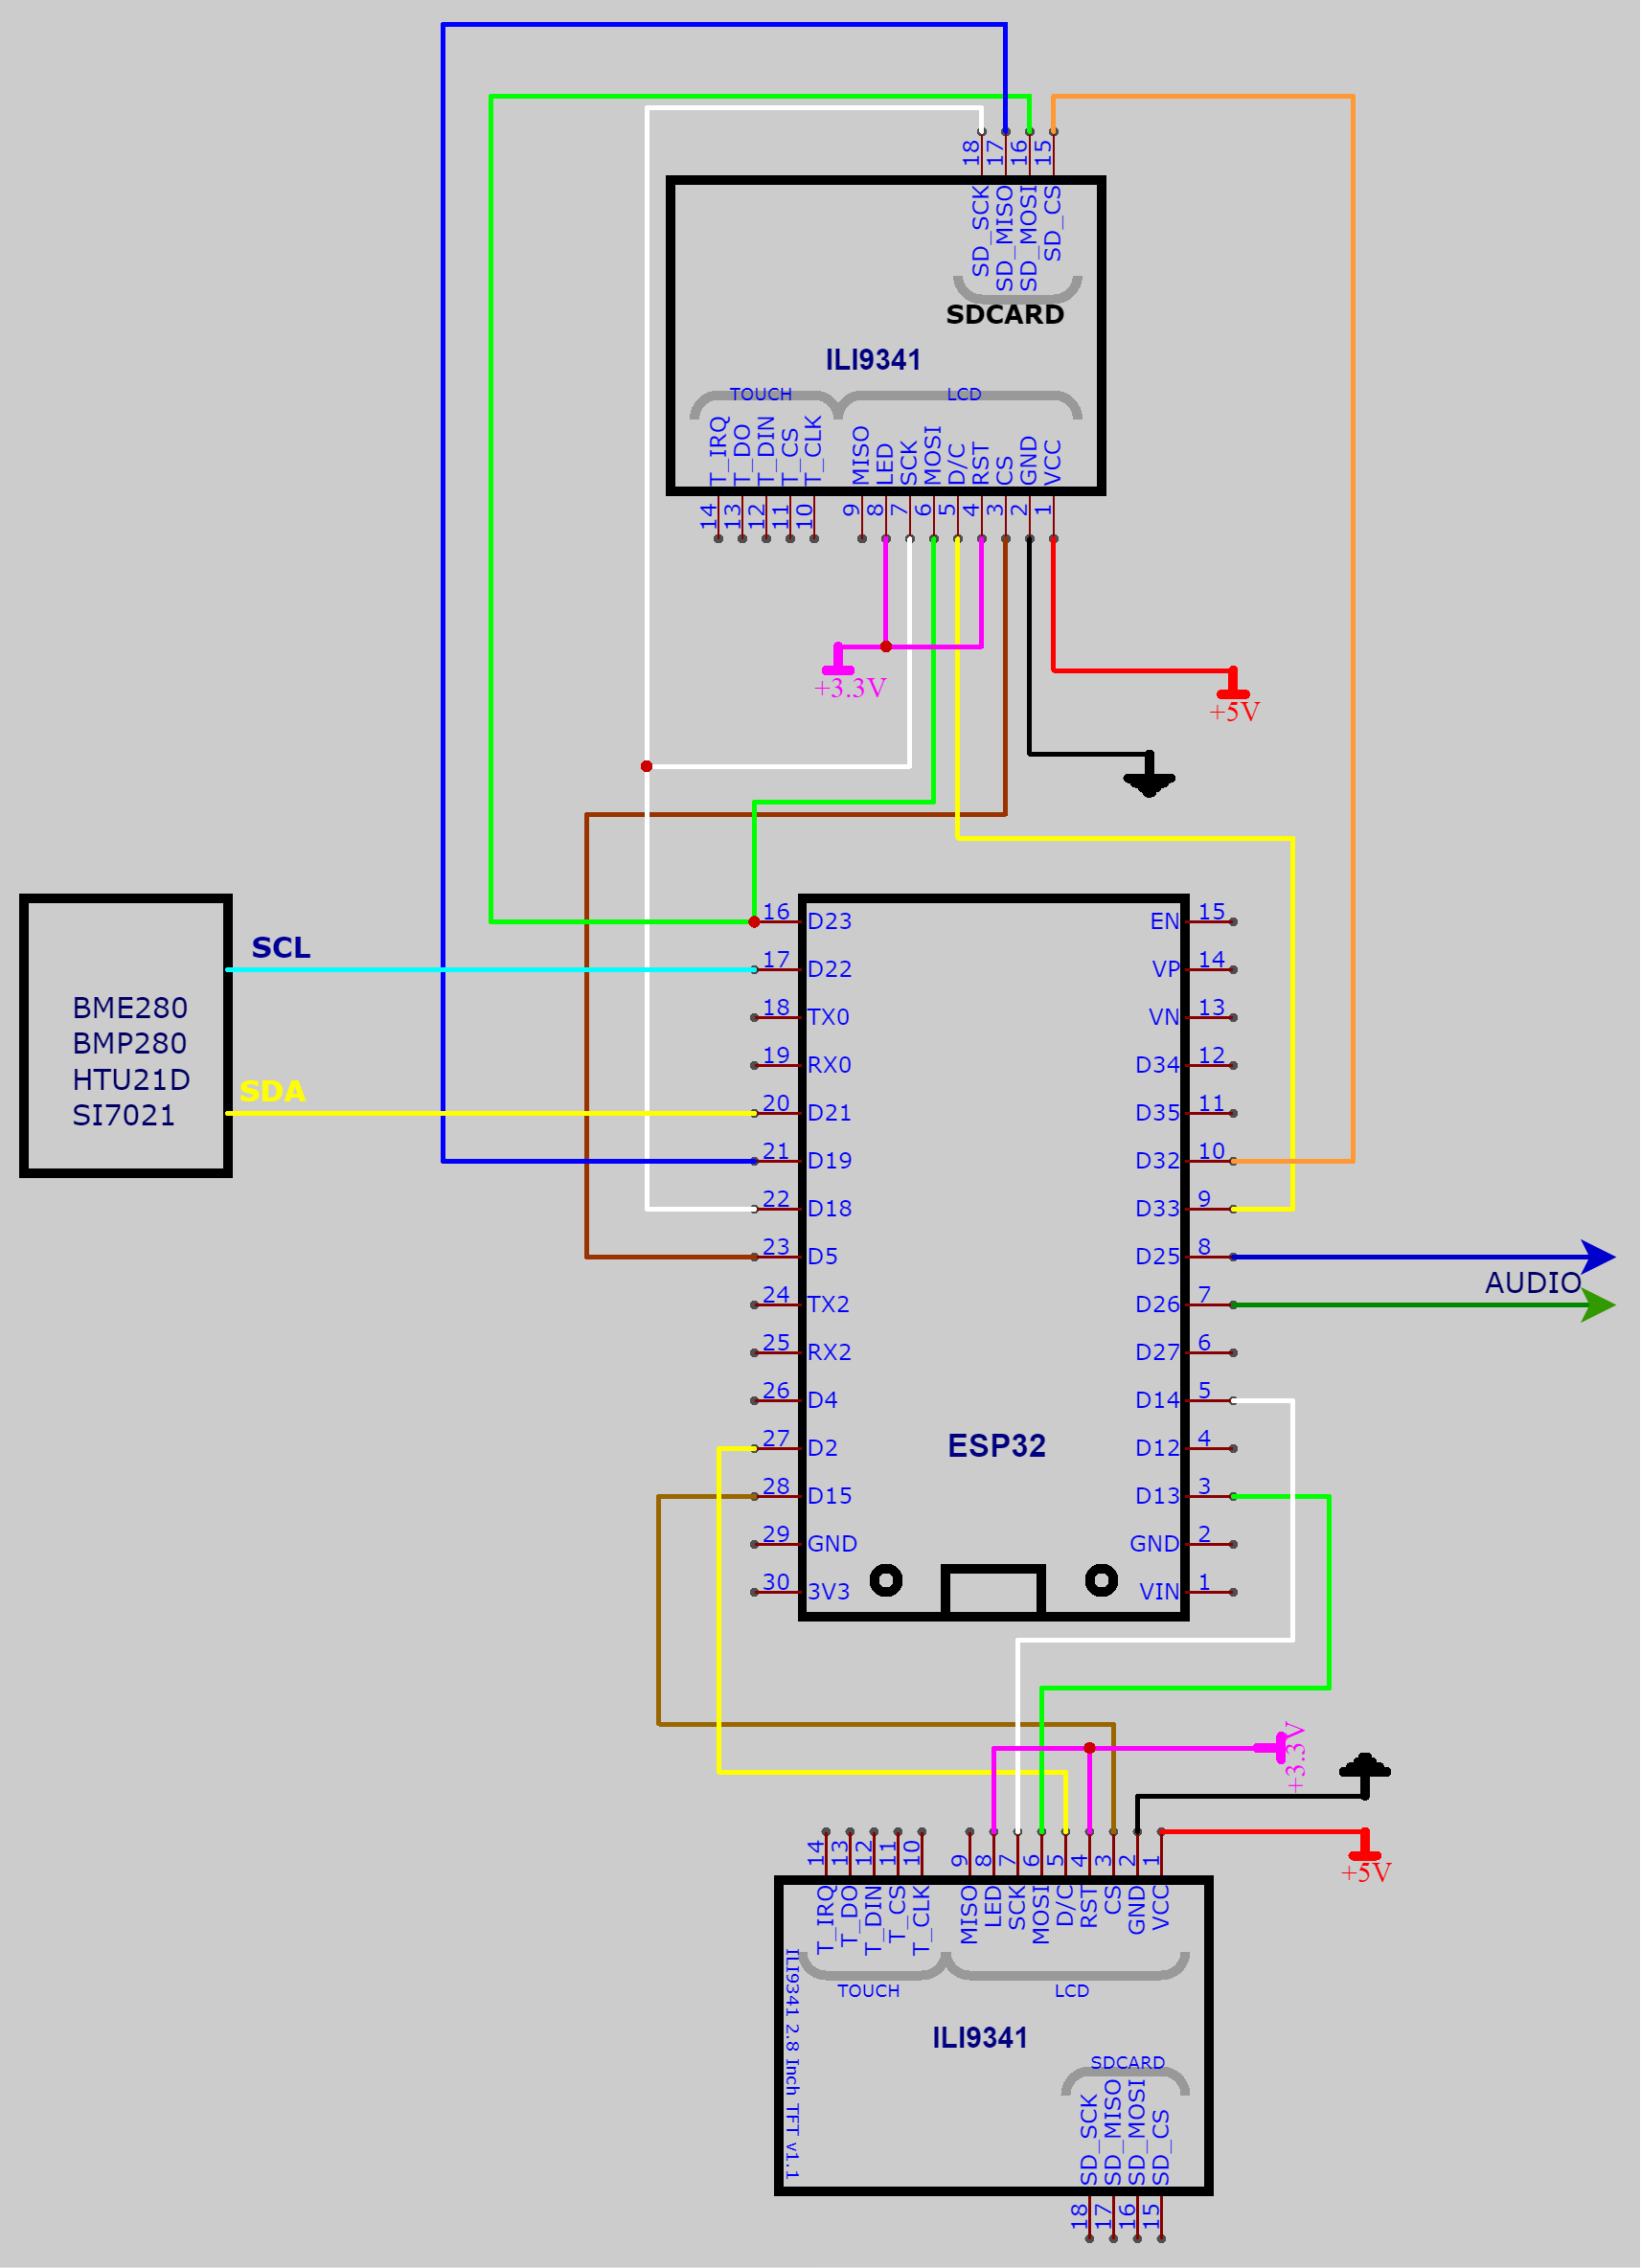 18 17 16 15
SD_SCK SD_MISO SD_MOSI SD_CS
SDCARD
ILI9341
TOUCH LCD
T_IRQ T_DO T_DIN T_CS T_CLK MISO LED SCK MOSI D/C RST CS GND VCC
14 13 12 11 10 9 8 7 6 5 4 3 2 1
+3.3V
+5V
SCL
BME280
BMP280
HTU21D
SI7021
SDA
16 D23 EN 15
17 D22 VP 14
18 TX0 VN 13
19 RX0 D34 12
20 D21 D35 11
21 D19 D32 10
22 D18 D33 9
23 D5 D25 8
AUDIO
24 TX2 D26 7
25 RX2 D27 6
26 D4 D14 5
27 D2 D12 4
ESP32
28 D15 D13 3
29 GND GND 2
30 3V3 VIN 1
+3.3V
+5V
14 13 12 11 10 9 8 7 6 5 4 3 2 1
T_IRQ T_DO T_DIN T_CS T_CLK MISO LED SCK MOSI D/C RST CS GND VCC
TOUCH LCD
ILI9341 2.8 Inch TFT v1.1
ILI9341
SDCARD
SD_SCK SD_MISO SD_MOSI SD_CS
18 17 16 15